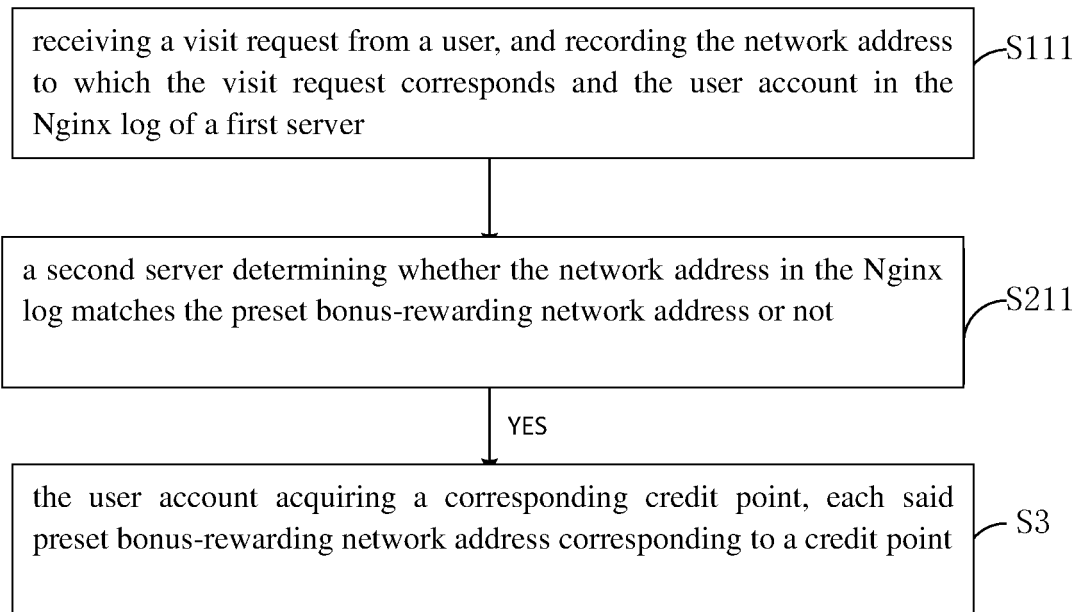 receiving a visit request from a user, and recording the network address
to which the visit request corresponds and the user account in the
Nginx log of a first server
S111
a second server determining whether the network address in the Nginx
log matches the preset bonus-rewarding network address or not
S211
YES
the user account acquiring a corresponding credit point, each said
preset bonus-rewarding network address corresponding to a credit point
S3